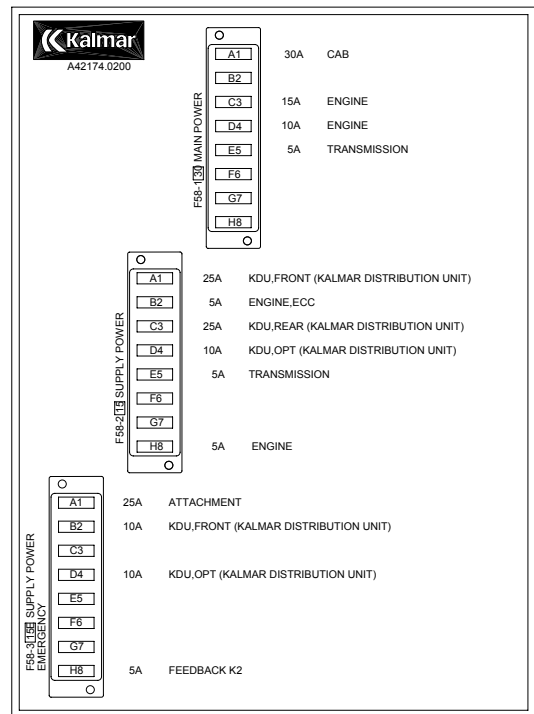 Kalmar
A42174.0200
F58-1 30 MAIN POWER
A1 30A CAB
B2
C3 15A ENGINE
D4 10A ENGINE
E5 5A TRANSMISSION
F6
G7
H8
F58-2 15 SUPPLY POWER
A1 25A KDU,FRONT (KALMAR DISTRIBUTION UNIT)
B2 5A ENGINE,ECC
C3 25A KDU,REAR (KALMAR DISTRIBUTION UNIT)
D4 10A KDU,OPT (KALMAR DISTRIBUTION UNIT)
E5 5A TRANSMISSION
F6
G7
H8 5A ENGINE
F58-3 15E SUPPLY POWER
EMERGENCY
A1 25A ATTACHMENT
B2 10A KDU,FRONT (KALMAR DISTRIBUTION UNIT)
C3
D4 10A KDU,OPT (KALMAR DISTRIBUTION UNIT)
E5
F6
G7
H8 5A FEEDBACK K2